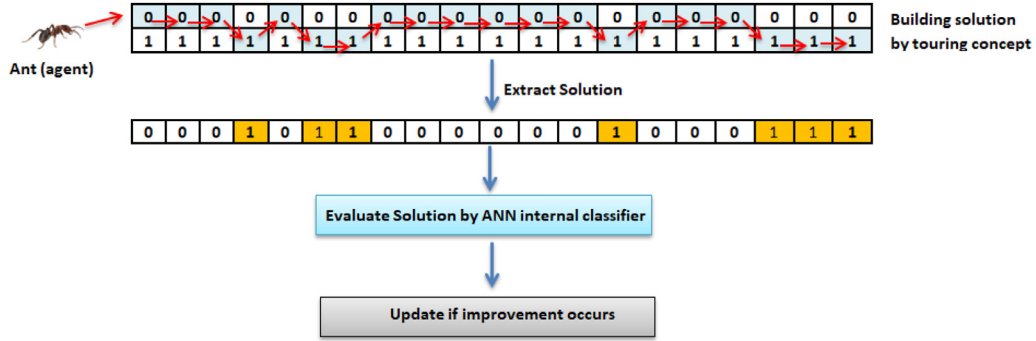 0 0 0 0 0 0 0 0 0 0 0 0 0 0 0 0 0 0 0 0
1 1 1 1 1 1 1 1 1 1 1 1 1 1 1 1 1 1 1 1
Building solution
by touring concept
Ant (agent)
Extract Solution
0 0 0 1 0 1 1 0 0 0 0 0 0 1 0 0 0 1 1 1
Evaluate Solution by ANN internal classifier
Update if improvement occurs